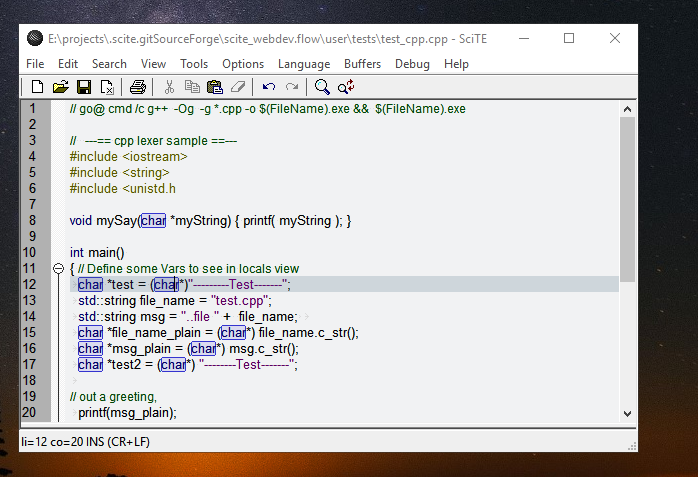 E:\projects\.scite.gitSourceForge\scite_webdev.flow\user\tests\test_cpp.cpp - SciTE
File Edit Search View Tools Options Language Buffers Debug Help
1 // go@ cmd /c g++ -Og -g *.cpp -o $(FileName).exe && $(FileName).exe
2
3 // ---== cpp lexer sample ==---
4 #include <iostream>
5 #include <string>
6 #include <unistd.h
7
8 void mySay(char *myString) { printf( myString ); }
9
10 int main()
11 { // Define some Vars to see in locals view
12 char *test = (char*)"---------Test-------";
13 std::string file_name = "test.cpp";
14 std::string msg = "..file " + file_name;
15 char *file_name_plain = (char*) file_name.c_str();
16 char *msg_plain = (char*) msg.c_str();
17 char *test2 = (char*) "--------Test-------";
18
19 // out a greeting,
20 printf(msg_plain);
li=12 co=20 INS (CR+LF)